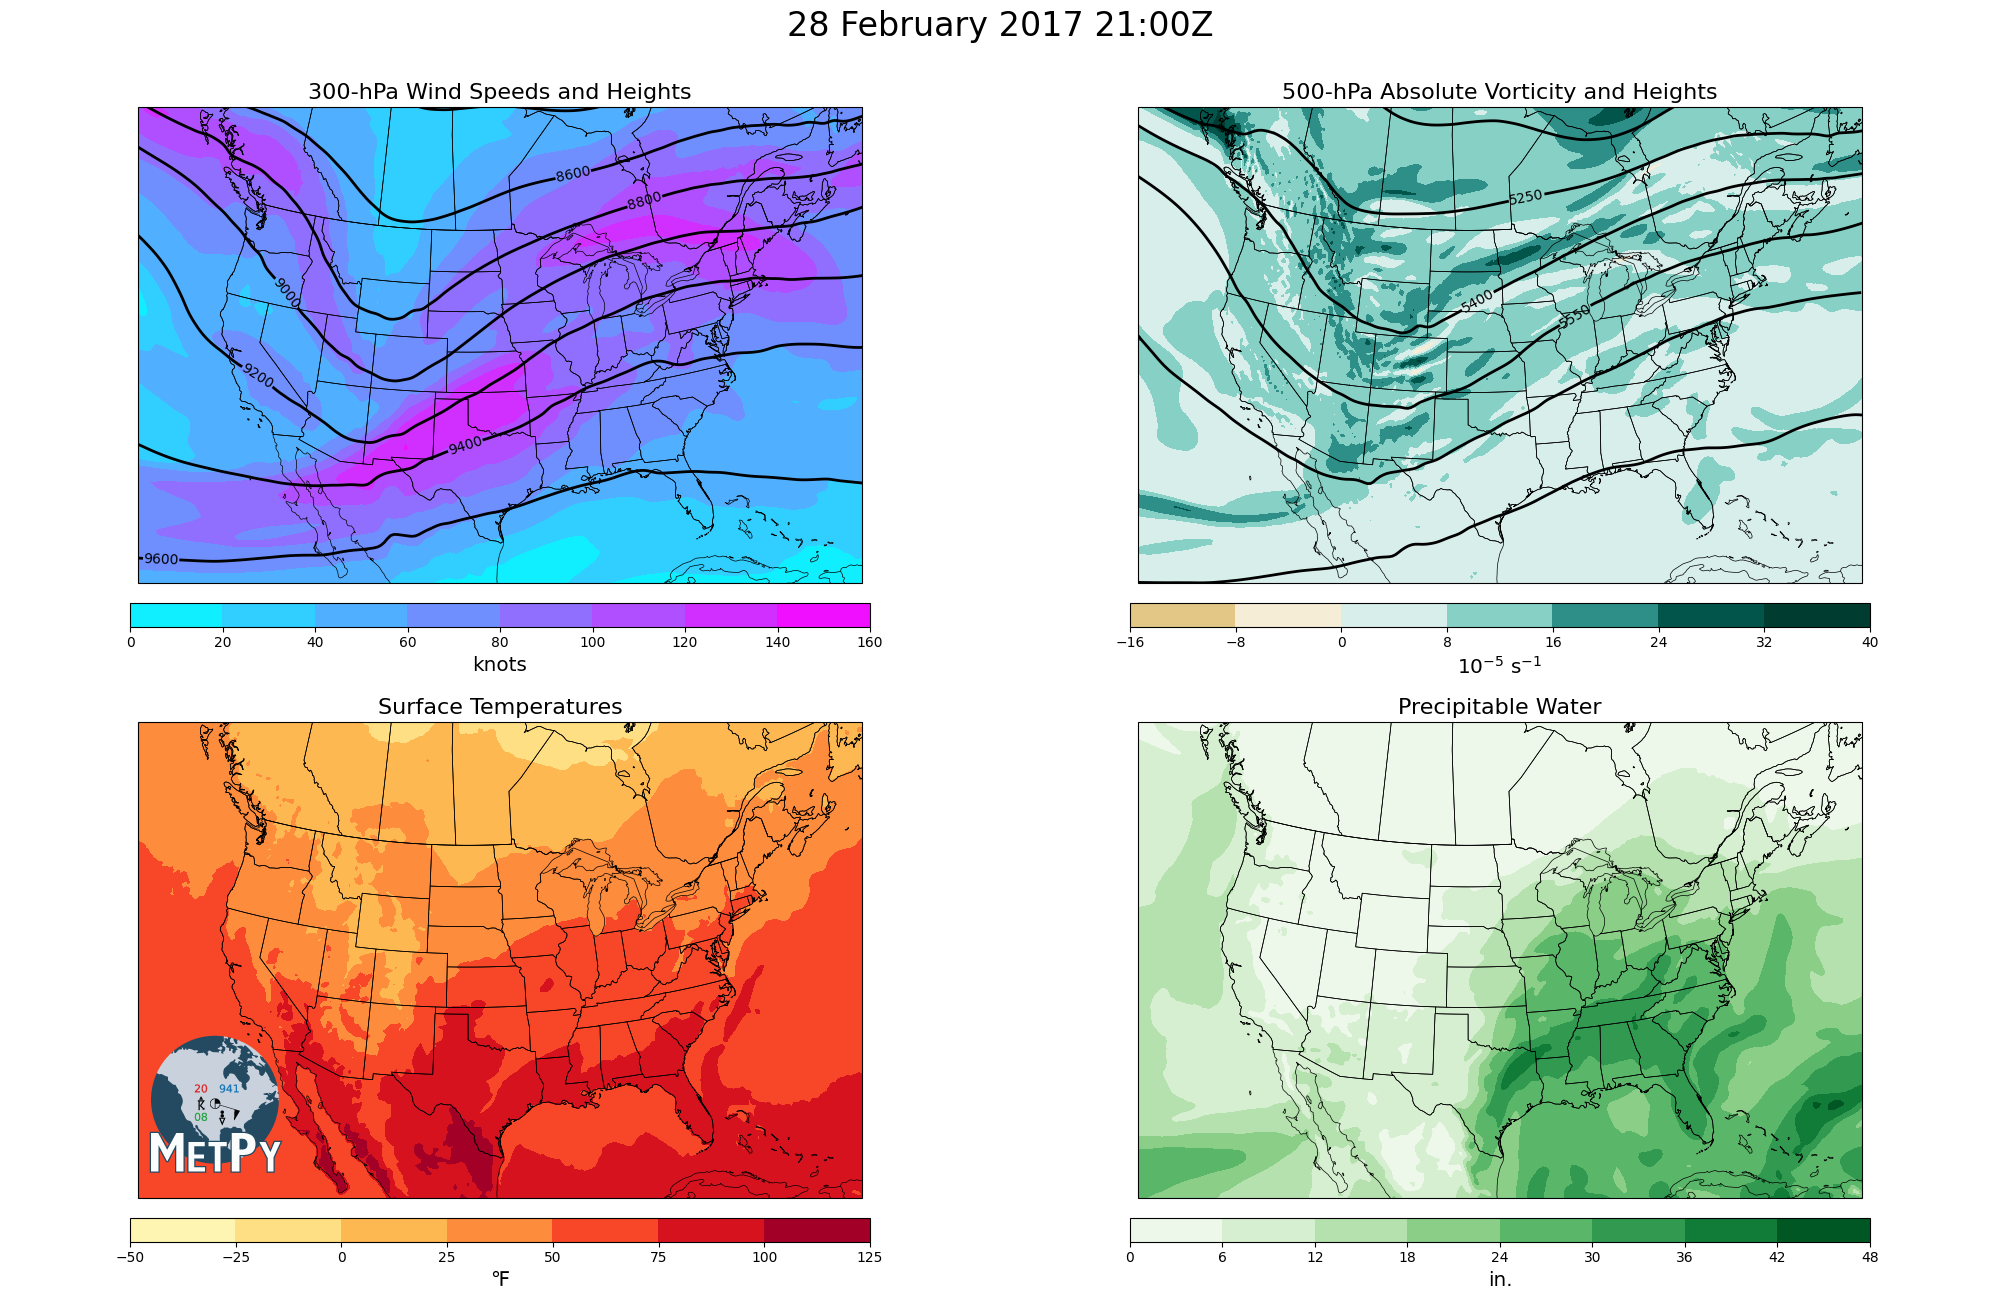 28 February 2017 21:00Z
300-hPa Wind Speeds and Heights
8600
8800
9000
9200
9400
9600
0 20 40 60 80 100 120 140 160
knots
500-hPa Absolute Vorticity and Heights
5250
5400
5550
−16 −8 0 8 16 24 32 40
10⁻⁵ s⁻¹
Surface Temperatures
20 941
K
08
METPY
−50 −25 0 25 50 75 100 125
°F
Precipitable Water
0 6 12 18 24 30 36 42 48
in.